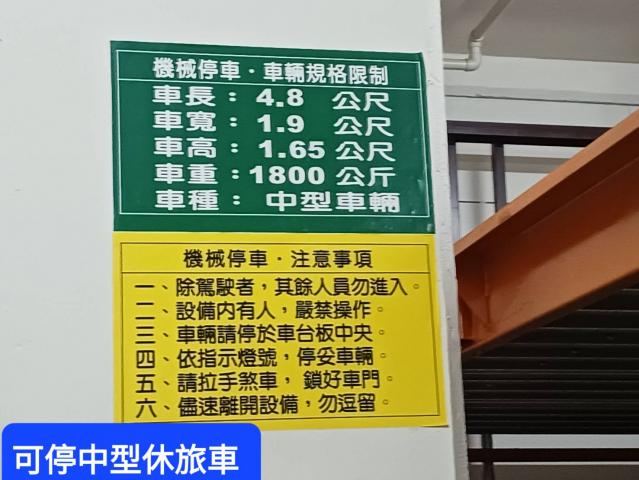 機械停車·車輛規格限制
車長：4.8 公尺
車寬：1.9 公尺
車高：1.65 公尺
車重：1800 公斤
車種：中型車輛
機械停車·注意事項
一、除駕駛者，其餘人員勿進入。
二、設備內有人，嚴禁操作。
三、車輛請停於車台板中央。
四、依指示燈號，停妥車輛。
五、請拉手煞車，鎖好車門。
六、儘速離開設備，勿逗留。
可停中型休旅車